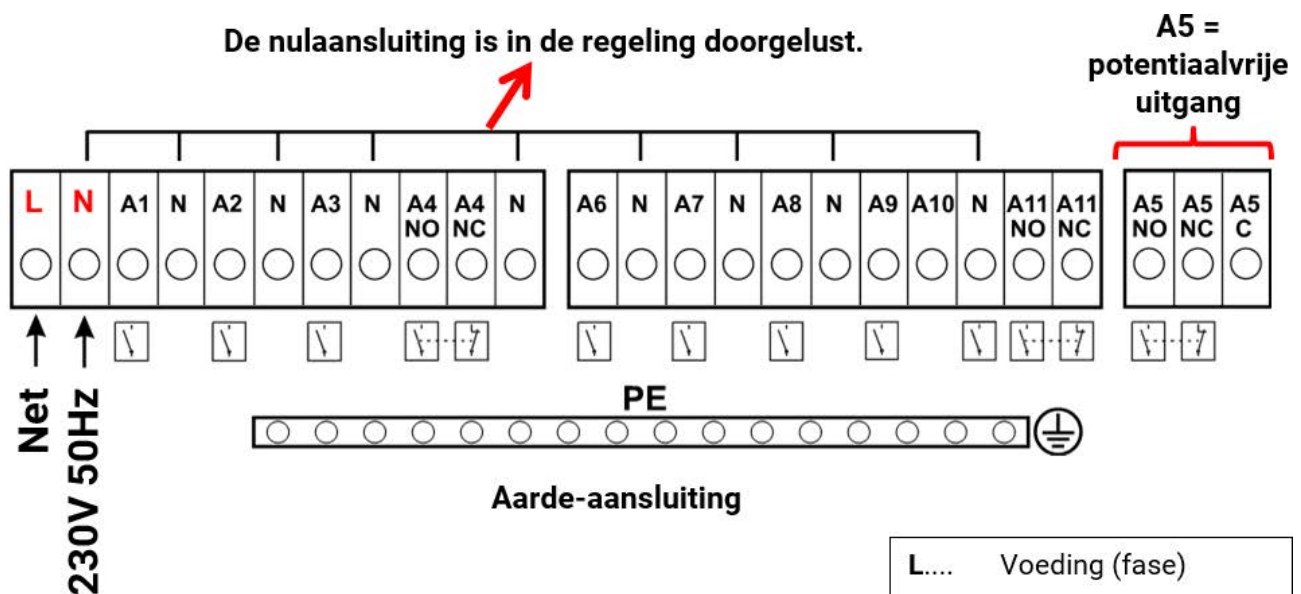 De nulaansluiting is in de regeling doorgelust.
A5 =
potentiaalvrije
uitgang
L N A1 N A2 N A3 N A4 NO A4 NC N
A6 N A7 N A8 N A9 A10 N A11 NO A11 NC
A5 NO A5 NC A5 C
Net
230V 50Hz
PE
Aarde-aansluiting
L.... Voeding (fase)